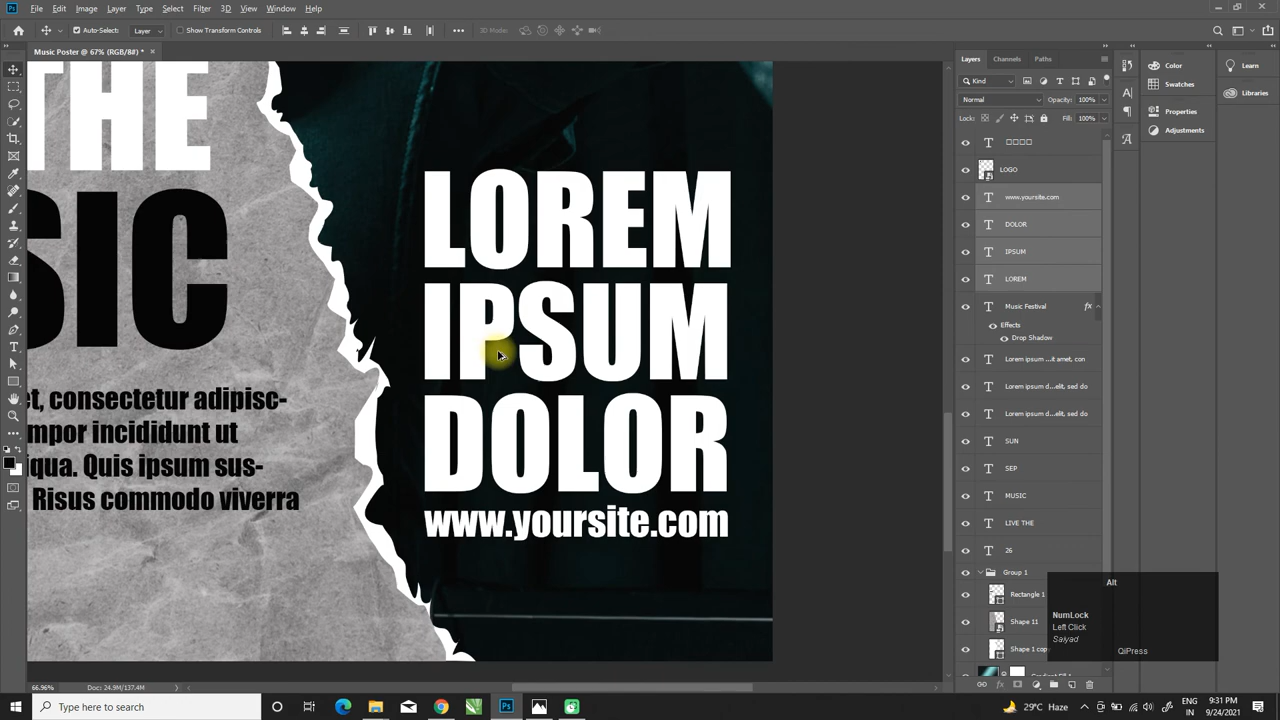 Ps File Edit Image Layer Type Select Filter 3D View Window Help
Auto-Select: Layer Show Transform Controls 3D Mode:
Music Poster @ 67% (RGB/8#) *
THE
SIC
et, consectetur adipisc-
mpor incididunt ut
iqua. Quis ipsum sus-
Risus commodo viverra
LOREM
IPSUM
DOLOR
www.yoursite.com
66.96% Doc: 24.9M/137.4M
Layers Channels Paths
Kind
Normal Opacity: 100%
Lock: Fill: 100%
LOGO
www.yoursite.com
DOLOR
IPSUM
LOREM
Music Festival fx
Effects
Drop Shadow
Lorem ipsum ...it amet, con
Lorem ipsum d...elit, sed do
Lorem ipsum d...elit, sed do
SUN
SEP
MUSIC
LIVE THE
26
Group 1
Rectangle 1
Shape 11
Shape 1 cop
Color
Swatches
Properties
Adjustments
Learn
Libraries
Alt
NumLock
Left Click
Saiyad
QiPress
Type here to search
29°C Haze
ENG
IN
9:31 PM
9/24/2021